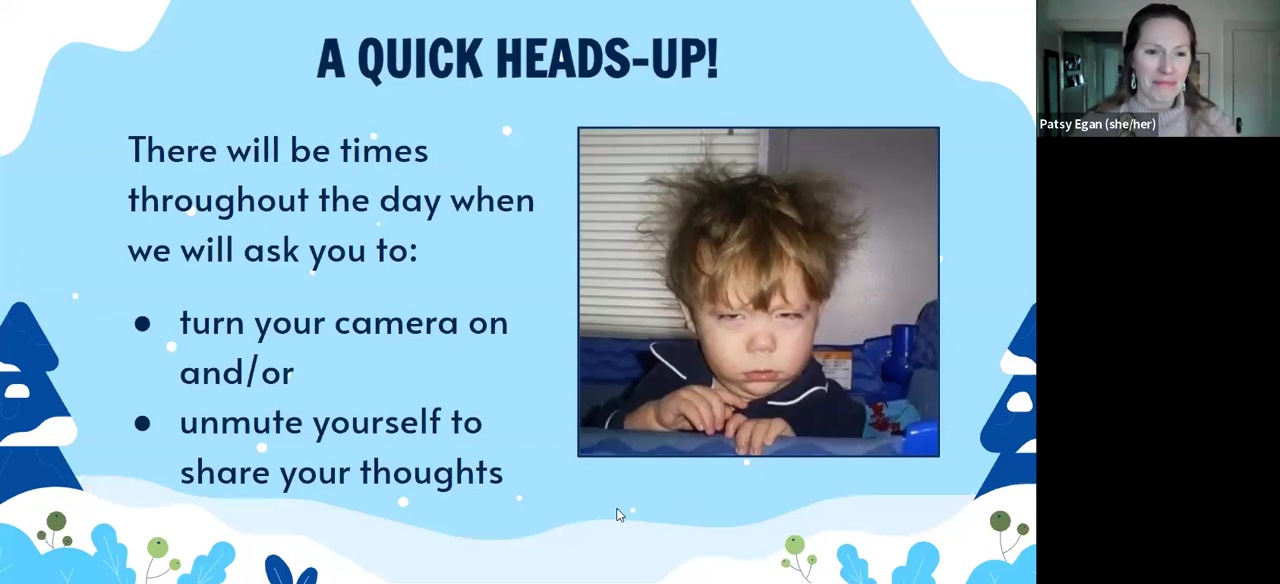 A QUICK HEADS-UP!
There will be times
throughout the day when
we will ask you to:
● turn your camera on
and/or
● unmute yourself to
share your thoughts
Patsy Egan (she/her)